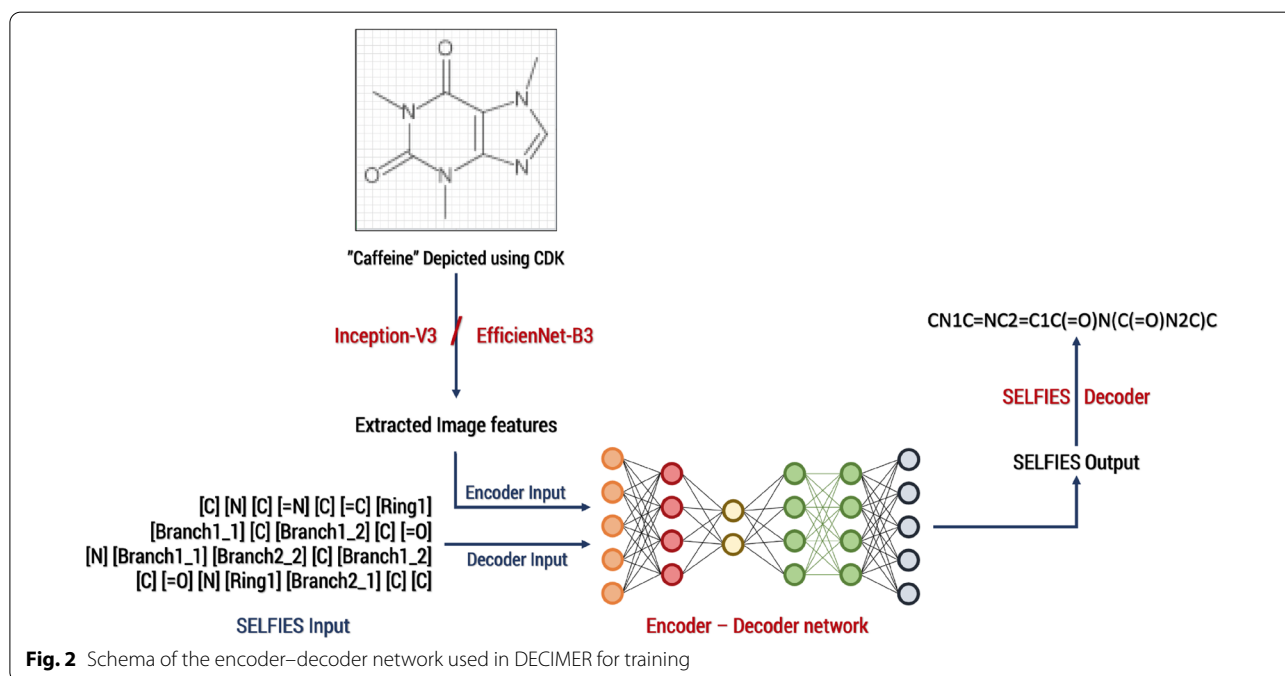 O
N
N
O
N
N
"Caffeine" Depicted using CDK
Inception-V3 / EfficienNet-B3
Extracted Image features
Encoder Input
[C] [N] [C] [=N] [C] [=C] [Ring1]
[Branch1_1] [C] [Branch1_2] [C] [=O]
[N] [Branch1_1] [Branch2_2] [C] [Branch1_2]
[C] [=O] [N] [Ring1] [Branch2_1] [C] [C]
Decoder Input
SELFIES Input
Encoder – Decoder network
CN1C=NC2=C1C(=O)N(C(=O)N2C)C
SELFIES Decoder
SELFIES Output
Fig. 2 Schema of the encoder–decoder network used in DECIMER for training